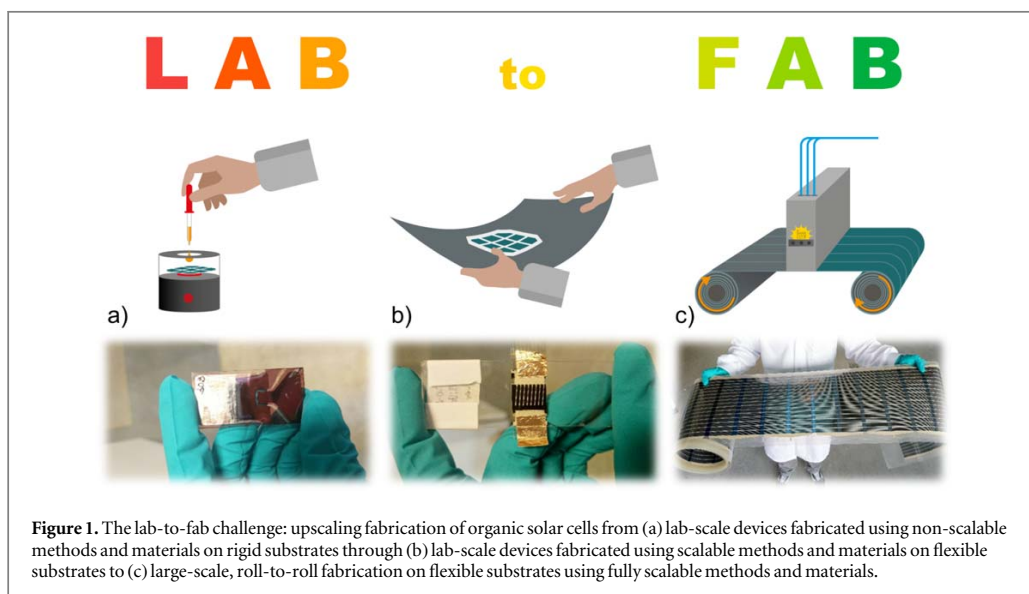 LAB to FAB
a) b) c)
Figure 1. The lab-to-fab challenge: upscaling fabrication of organic solar cells from (a) lab-scale devices fabricated using non-scalable
methods and materials on rigid substrates through (b) lab-scale devices fabricated using scalable methods and materials on flexible
substrates to (c) large-scale, roll-to-roll fabrication on flexible substrates using fully scalable methods and materials.